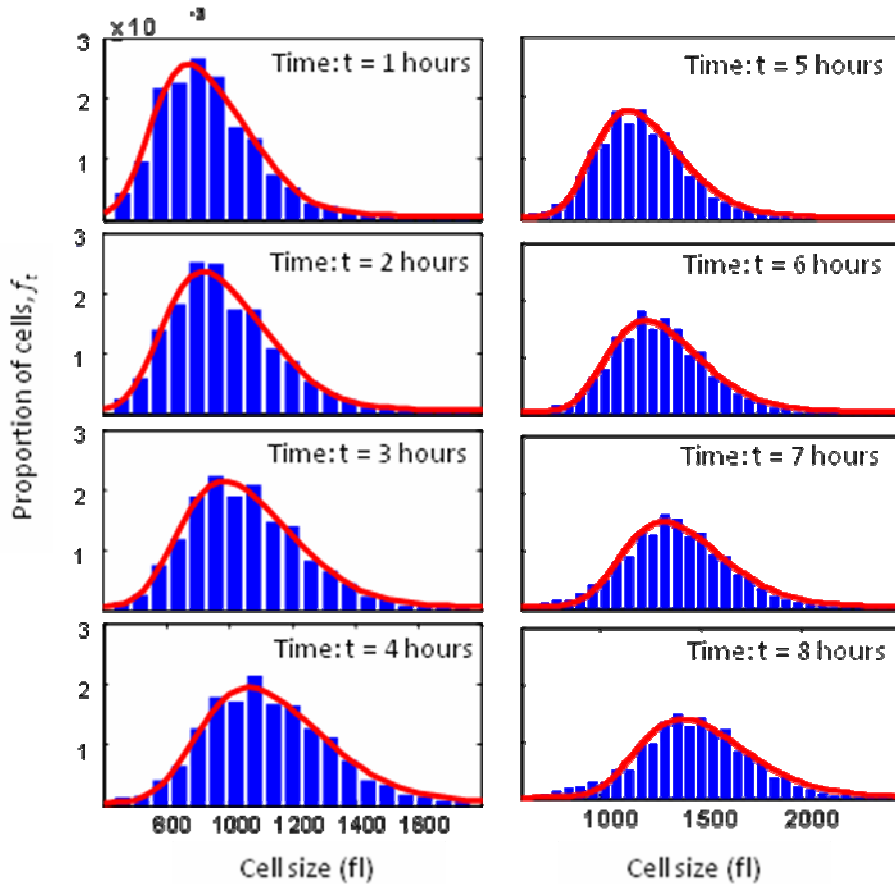 x10 -3
Time: t = 1 hours
3
2
1
Time: t = 2 hours
3
2
1
Time: t = 3 hours
3
2
1
Time: t = 4 hours
3
2
1
800 1000 1200 1400 1600
Cell size (fl)
Proportion of cells, fₜ
Time: t = 5 hours
Time: t = 6 hours
Time: t = 7 hours
Time: t = 8 hours
1000 1500 2000
Cell size (fl)